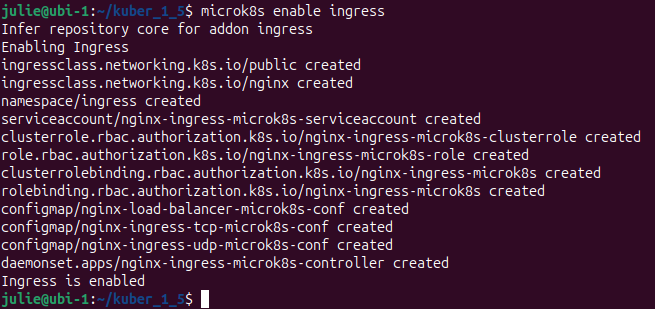 julie@ubi-1:~/kuber_1_5$ microk8s enable ingress
Infer repository core for addon ingress
Enabling Ingress
ingressclass.networking.k8s.io/public created
ingressclass.networking.k8s.io/nginx created
namespace/ingress created
serviceaccount/nginx-ingress-microk8s-serviceaccount created
clusterrole.rbac.authorization.k8s.io/nginx-ingress-microk8s-clusterrole created
role.rbac.authorization.k8s.io/nginx-ingress-microk8s-role created
clusterrolebinding.rbac.authorization.k8s.io/nginx-ingress-microk8s created
rolebinding.rbac.authorization.k8s.io/nginx-ingress-microk8s created
configmap/nginx-load-balancer-microk8s-conf created
configmap/nginx-ingress-tcp-microk8s-conf created
configmap/nginx-ingress-udp-microk8s-conf created
daemonset.apps/nginx-ingress-microk8s-controller created
Ingress is enabled
julie@ubi-1:~/kuber_1_5$